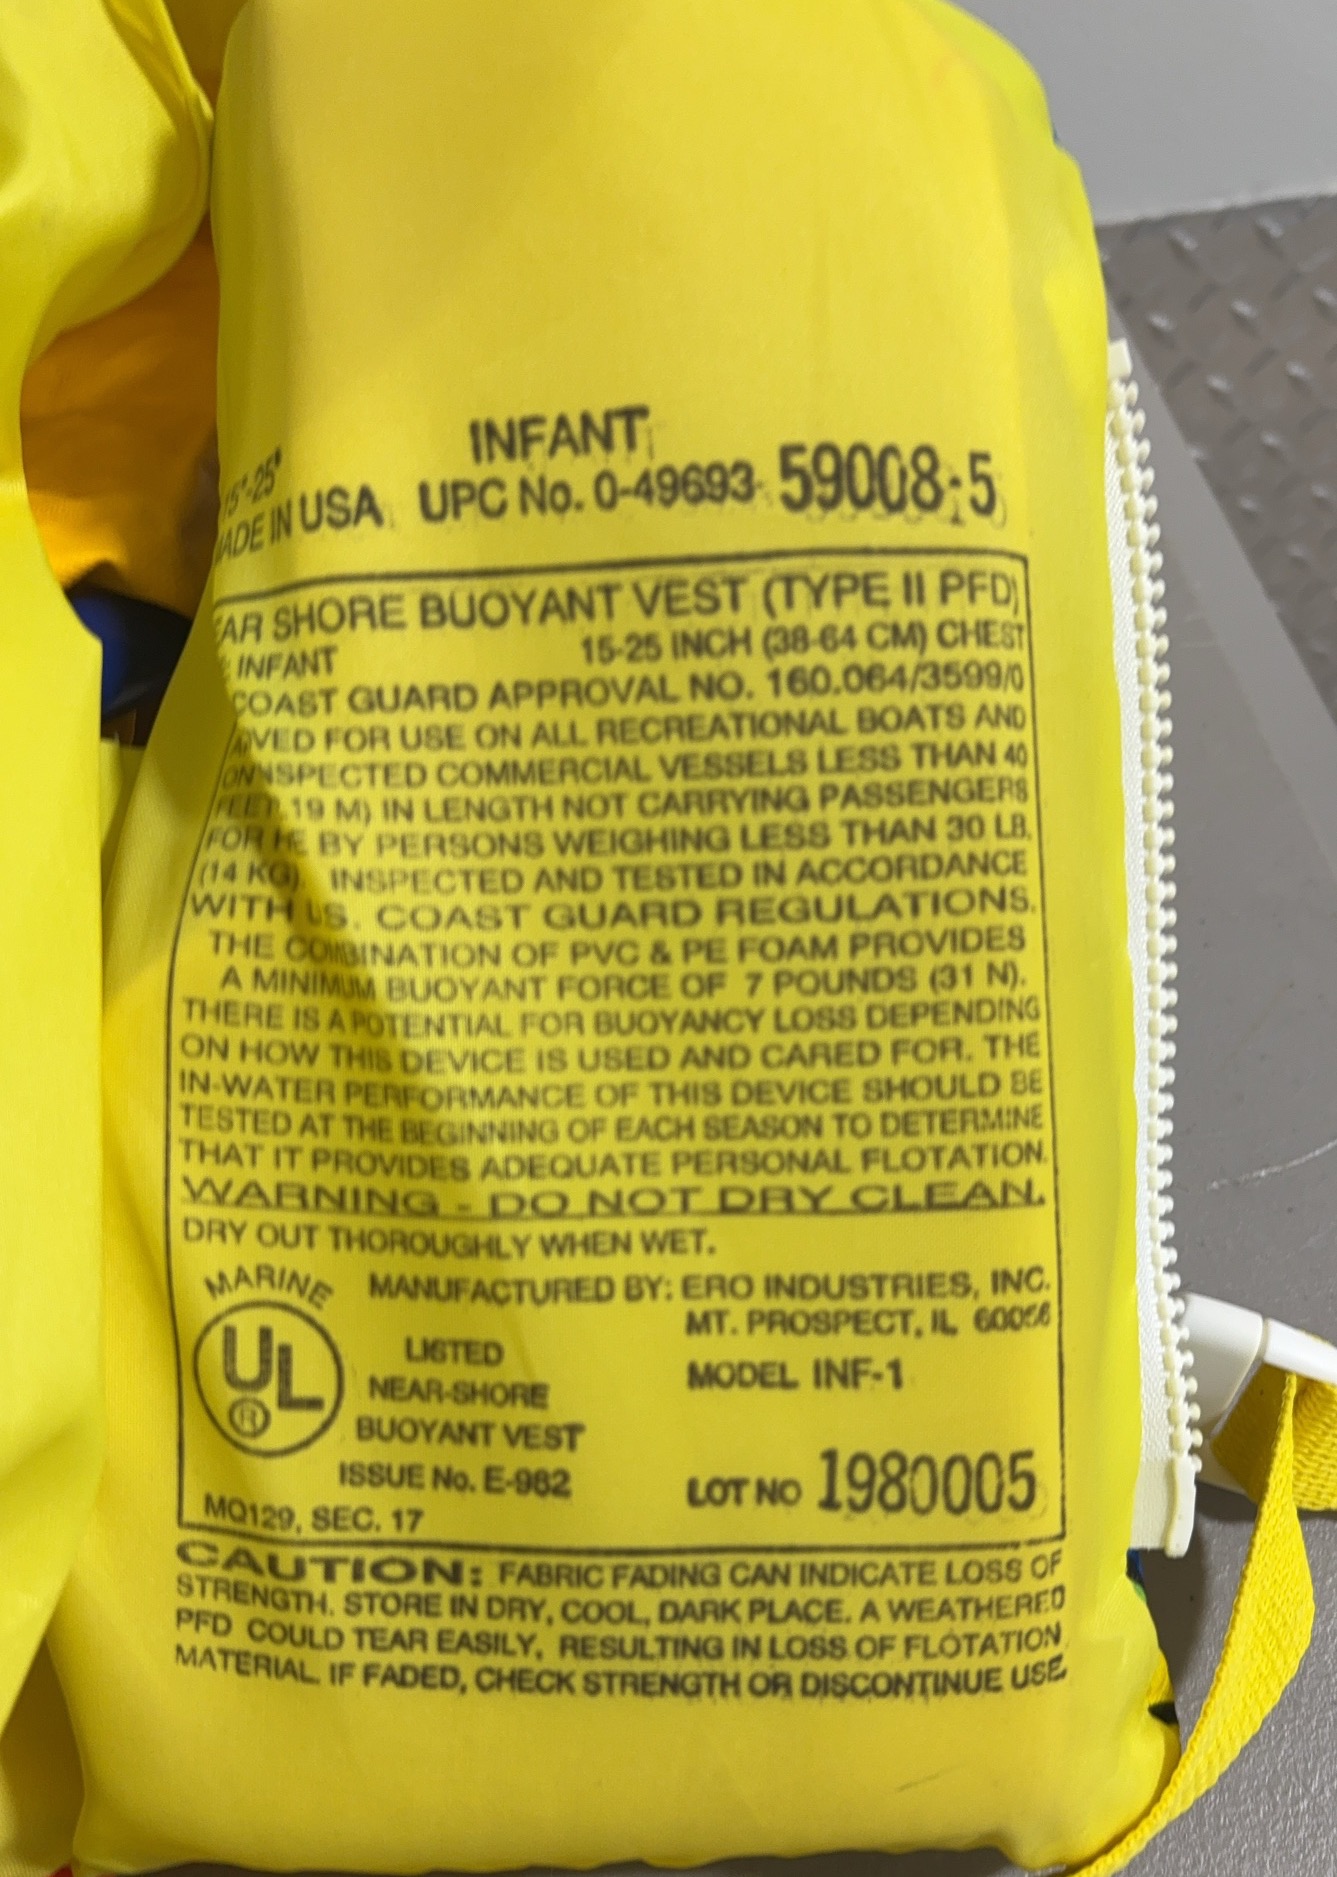 INFANT
15"-25"
MADE IN USA UPC No. 0-49693- 59008-5
EAR SHORE BUOYANT VEST (TYPE II PFD)
: INFANT 15-25 INCH (38-64 CM) CHEST
COAST GUARD APPROVAL NO. 160.064/3599/0
OVED FOR USE ON ALL RECREATIONAL BOATS AND
ON SPECTED COMMERCIAL VESSELS LESS THAN 40
FEET 19 M) IN LENGTH NOT CARRYING PASSENGERS
FOR H E BY PERSONS WEIGHING LESS THAN 30 LB.
(14 KG). INSPECTED AND TESTED IN ACCORDANCE
WITH U.S. COAST GUARD REGULATIONS.
THE COMBINATION OF PVC & PE FOAM PROVIDES
A MINIMUM BUOYANT FORCE OF 7 POUNDS (31 N).
THERE IS A POTENTIAL FOR BUOYANCY LOSS DEPENDING
ON HOW THIS DEVICE IS USED AND CARED FOR. THE
IN-WATER PERFORMANCE OF THIS DEVICE SHOULD BE
TESTED AT THE BEGINNING OF EACH SEASON TO DETERMINE
THAT IT PROVIDES ADEQUATE PERSONAL FLOTATION.
WARNING - DO NOT DRY CLEAN.
DRY OUT THOROUGHLY WHEN WET.
MARINE MANUFACTURED BY: ERO INDUSTRIES, INC.
MT. PROSPECT, IL 60056
UL ® LISTED
NEAR-SHORE MODEL INF-1
BUOYANT VEST
ISSUE No. E-982 LOT NO 1980005
MQ129, SEC. 17
CAUTION: FABRIC FADING CAN INDICATE LOSS OF
STRENGTH. STORE IN DRY, COOL, DARK PLACE. A WEATHERED
PFD COULD TEAR EASILY, RESULTING IN LOSS OF FLOTATION
MATERIAL. IF FADED, CHECK STRENGTH OR DISCONTINUE USE.